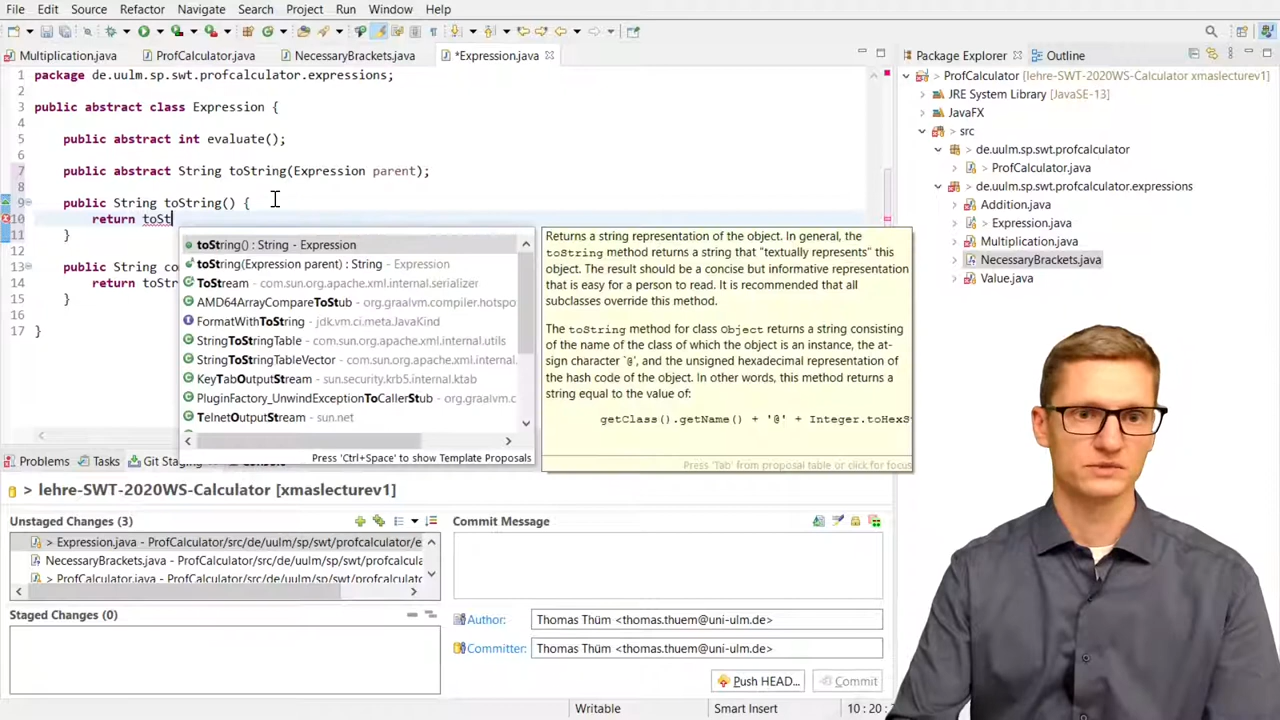 File Edit Source Refactor Navigate Search Project Run Window Help
Multiplication.java ProfCalculator.java NecessaryBrackets.java *Expression.java
1 package de.uulm.sp.swt.profcalculator.expressions;
2
3 public abstract class Expression {
4
5 public abstract int evaluate();
6
7 public abstract String toString(Expression parent);
8
9 public String toString() {
10 return toSt
11 }
12
13 public String co
14 return toStr
15 }
16
17 }
toString() : String - Expression
toString(Expression parent) : String - Expression
ToStream - com.sun.org.apache.xml.internal.serializer
AMD64ArrayCompareToStub - org.graalvm.compiler.hotspo
FormatWithToString - jdk.vm.ci.meta.JavaKind
StringToStringTable - com.sun.org.apache.xml.internal.utils
StringToStringTableVector - com.sun.org.apache.xml.internal.
KeyTabOutputStream - sun.security.krb5.internal.ktab
PluginFactory_UnwindExceptionToCallerStub - org.graalvm.c
TelnetOutputStream - sun.net
Press 'Ctrl+Space' to show Template Proposals
Returns a string representation of the object. In general, the
toString method returns a string that "textually represents" this
object. The result should be a concise but informative representation
that is easy for a person to read. It is recommended that all
subclasses override this method.
The toString method for class Object returns a string consisting
of the name of the class of which the object is an instance, the at-
sign character `@', and the unsigned hexadecimal representation of
the hash code of the object. In other words, this method returns a
string equal to the value of:
getClass().getName() + '@' + Integer.toHexS
Press 'Tab' from proposal table or click for focus
Package Explorer Outline
ProfCalculator [lehre-SWT-2020WS-Calculator xmaslecturev1]
JRE System Library [JavaSE-13]
JavaFX
> src
de.uulm.sp.swt.profcalculator
> ProfCalculator.java
> de.uulm.sp.swt.profcalculator.expressions
Addition.java
> Expression.java
Multiplication.java
NecessaryBrackets.java
Value.java
Problems Tasks Git Staging
> lehre-SWT-2020WS-Calculator [xmaslecturev1]
Unstaged Changes (3)
> Expression.java - ProfCalculator/src/de/uulm/sp/swt/profcalculator/e
NecessaryBrackets.java - ProfCalculator/src/de/uulm/sp/swt/profcalcu
> ProfCalculator.java - ProfCalculator/src/de/uulm/sp/swt/profcalculat
Staged Changes (0)
Commit Message
Author: Thomas Thüm <thomas.thuem@uni-ulm.de>
Committer: Thomas Thüm <thomas.thuem@uni-ulm.de>
Push HEAD... Commit
Writable Smart Insert 10 : 20 :